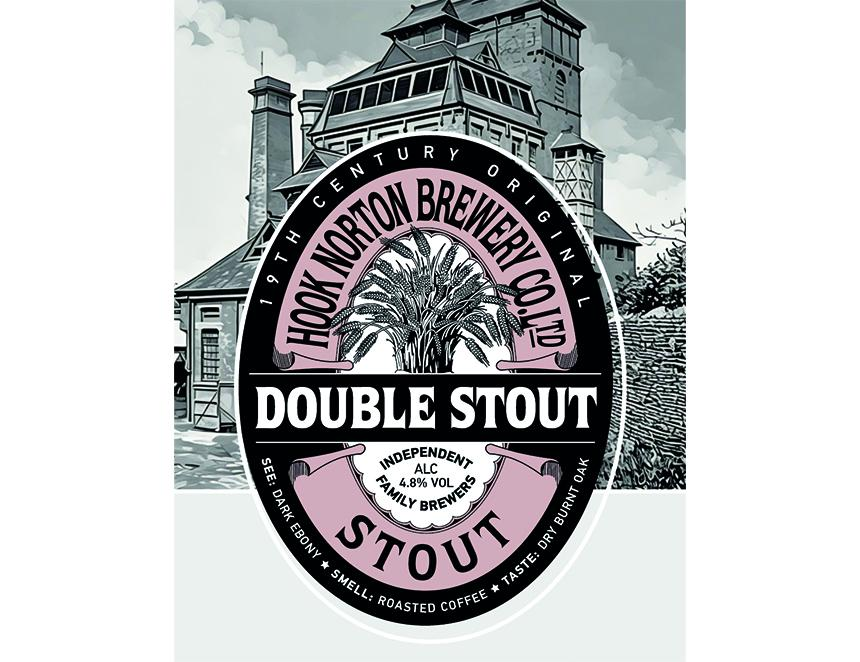 19TH CENTURY ORIGINAL
HOOK NORTON BREWERY CO.LTD
DOUBLE STOUT
INDEPENDENT
ALC
4.8% VOL
FAMILY BREWERS
STOUT
SEE: DARK EBONY ★ SMELL: ROASTED COFFEE ★ TASTE: DRY BURNT OAK